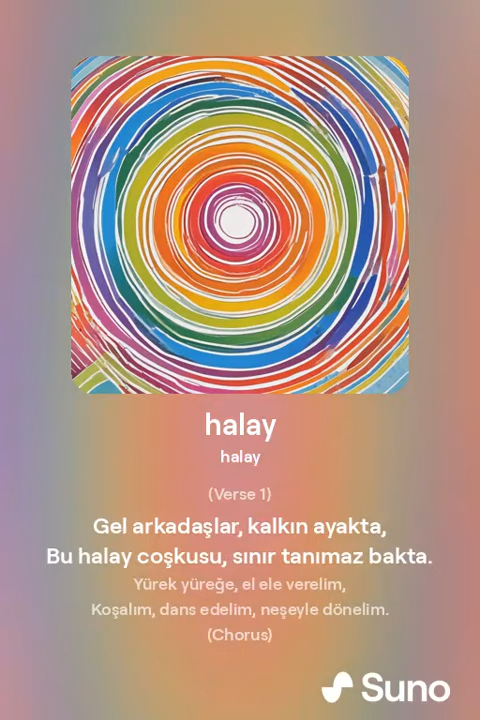 halay
halay
(Verse 1)
Gel arkadaşlar, kalkın ayakta,
Bu halay coşkusu, sınır tanımaz bakta.
Yürek yüreğe, el ele verelim,
Koşalım, dans edelim, neşeyle dönelim.
(Chorus)
Suno